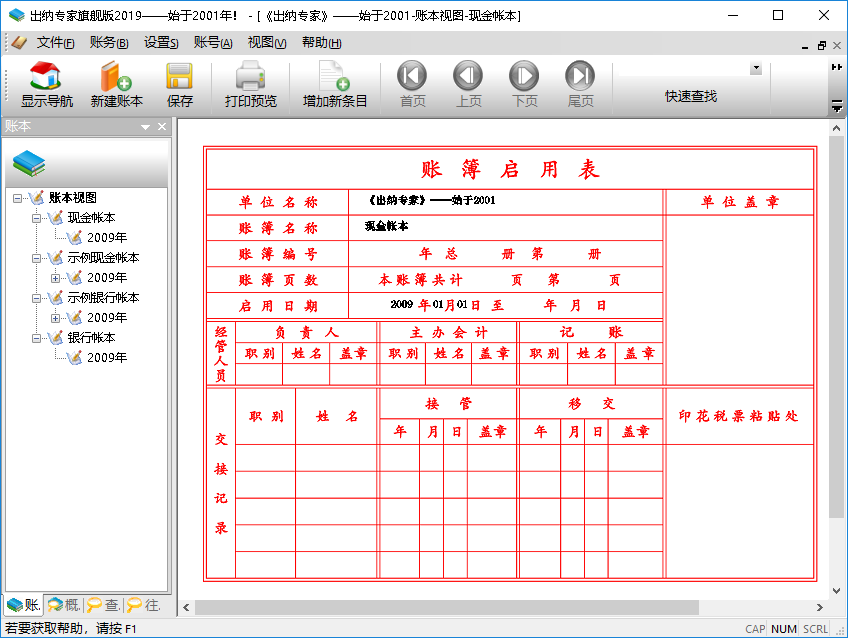 出纳专家旗舰版2019——始于2001年! - [《出纳专家》——始于2001-账本视图-现金帐本]
文件(F) 账务(B) 设置S) 账号(A) 视图(V) 帮助(H)
显示导航 新建账本 保存 打印预览 增加新条目 首页 上页 下页 尾页 快速查找
账本
账本视图
现金帐本
2009年
示例现金帐本
2009年
示例银行帐本
2009年
银行帐本
2009年
账簿启用表
单位名称 《出纳专家》——始于2001 单位盖章
账簿名称 现金帐本
账簿编号 年总 册第 册
账簿页数 本账簿共计 页 第 页
启用日期 2009 年01月01日 至 年 月 日
经管人员 负责人 主办会计 记账
职别 姓名 盖章 职别 姓名 盖章 职别 姓名 盖章
交接记录 职别 姓名 接管 移交 印花税票粘贴处
年 月 日 盖章 年 月 日 盖章
账. 概. 查. 往.
若要获取帮助，请按 F1 CAP NUM SCRL